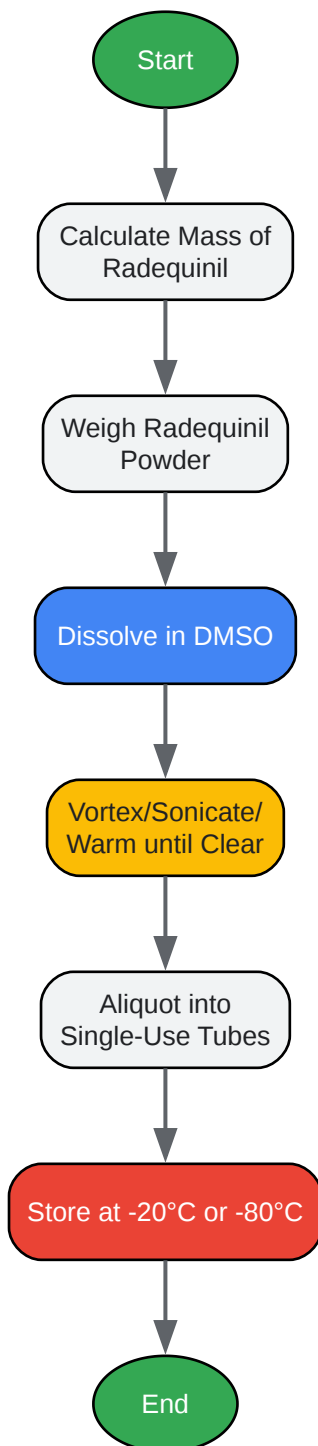 Start
Calculate Mass of
Radequinil
Weigh Radequinil
Powder
Dissolve in DMSO
Vortex/Sonicate/
Warm until Clear
Aliquot into
Single-Use Tubes
Store at -20°C or -80°C
End